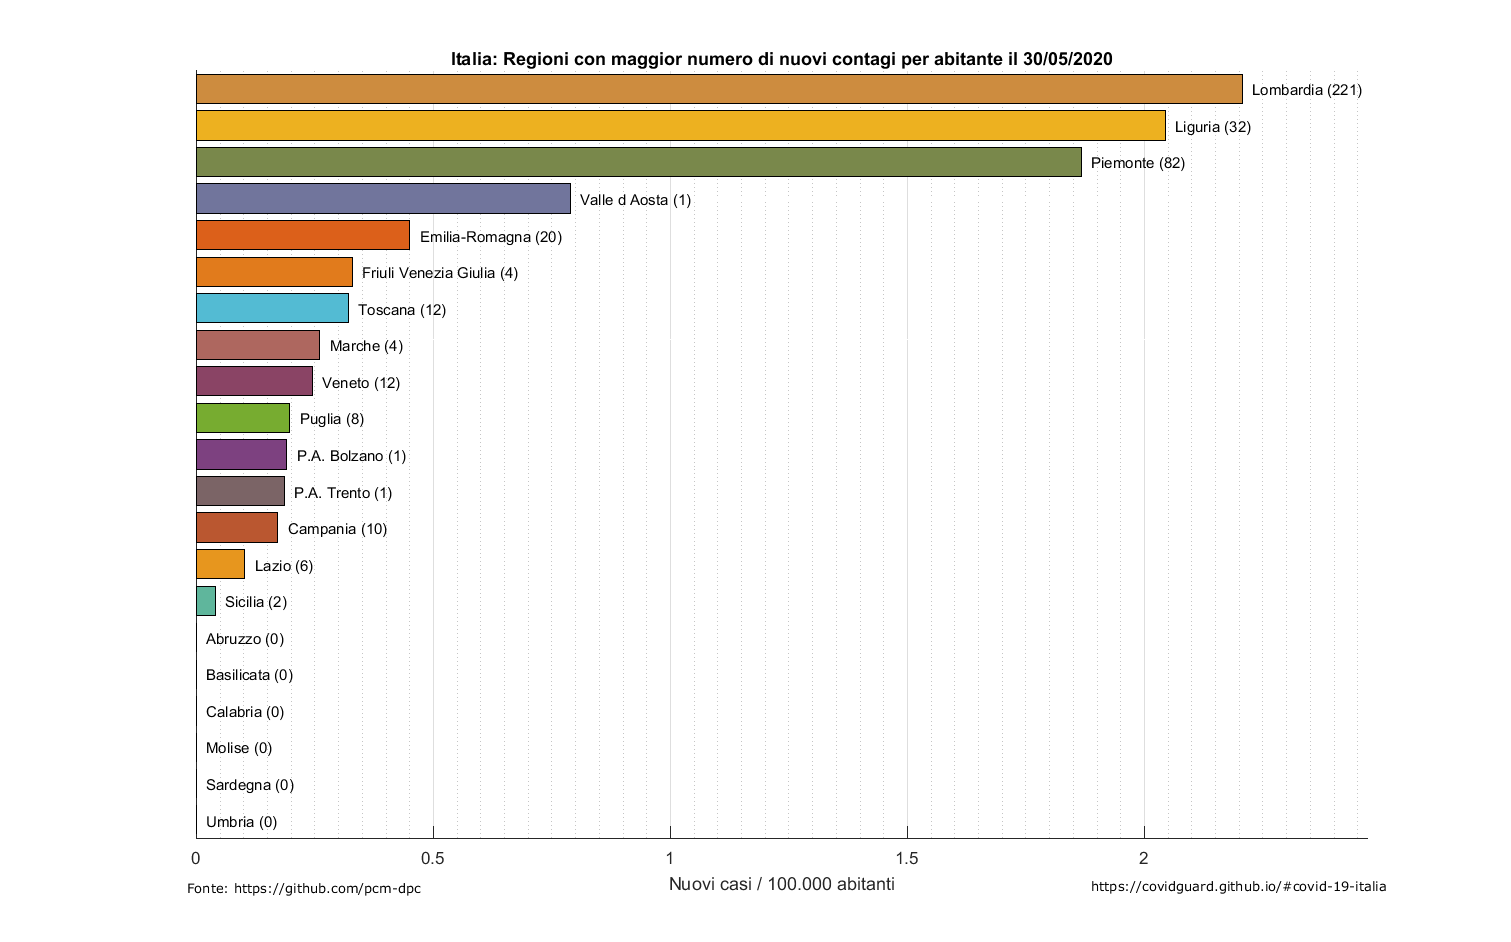 Italia: Regioni con maggior numero di nuovi contagi per abitante il 30/05/2020
Lombardia (221)
Liguria (32)
Piemonte (82)
Valle d Aosta (1)
Emilia-Romagna (20)
Friuli Venezia Giulia (4)
Toscana (12)
Marche (4)
Veneto (12)
Puglia (8)
P.A. Bolzano (1)
P.A. Trento (1)
Campania (10)
Lazio (6)
Sicilia (2)
Abruzzo (0)
Basilicata (0)
Calabria (0)
Molise (0)
Sardegna (0)
Umbria (0)
0 0.5 1 1.5 2
Nuovi casi / 100.000 abitanti
Fonte: https://github.com/pcm-dpc
https://covidguard.github.io/#covid-19-italia